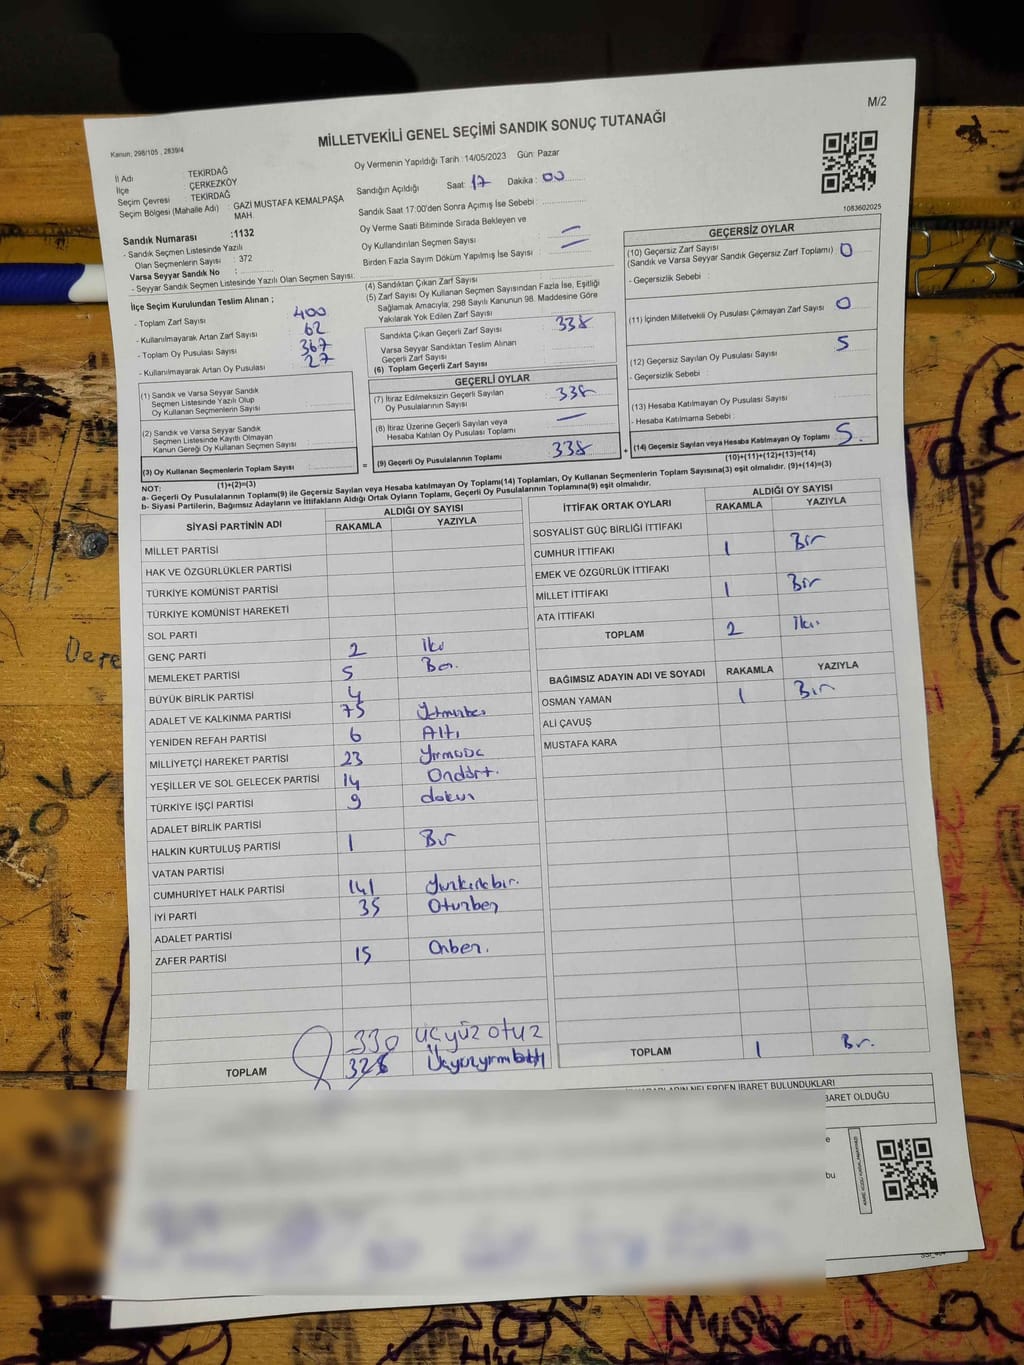 M/2
Kanun; 298/105 , 2839/4
MİLLETVEKİLİ GENEL SEÇİMİ SANDIK SONUÇ TUTANAĞI
İl Adı : TEKİRDAĞ
İlçe : ÇERKEZKÖY
Seçim Çevresi : TEKİRDAĞ
Seçim Bölgesi (Mahalle Adı) : GAZİ MUSTAFA KEMALPAŞA MAH.
Sandık Numarası :1132
- Sandık Seçmen Listesinde Yazılı
Olan Seçmenlerin Sayısı : 372
Varsa Seyyar Sandık No :
- Seyyar Sandık Seçmen Listesinde Yazılı Olan Seçmen Sayısı:
Oy Vermenin Yapıldığı Tarih :14/05/2023 Gün: Pazar
Sandığın Açıldığı Saat: 17 Dakika : 00
Sandık Saat 17:00'den Sonra Açımış İse Sebebi :
Oy Verme Saati Bitiminde Sırada Bekleyen ve
Oy Kullandırılan Seçmen Sayısı : —
Birden Fazla Sayım Döküm Yapılmış İse Sayısı : —
1083602025
İlçe Seçim Kurulundan Teslim Alınan ;
- Toplam Zarf Sayısı : 400
- Kullanılmayarak Artan Zarf Sayısı : 62
- Toplam Oy Pusulası Sayısı : 367
- Kullanılmayarak Artan Oy Pusulası : 27
(1) Sandık ve Varsa Seyyar Sandık
Seçmen Listesinde Yazılı Olup
Oy Kullanan Seçmenlerin Sayısı
(2) Sandık ve Varsa Seyyar Sandık
Seçmen Listesinde Kayıtlı Olmayan
Kanun Gereği Oy Kullanan Seçmen Sayısı :
(3) Oy Kullanan Seçmenlerin Toplam Sayısı :
(1)+(2)=(3)
(4) Sandıktan Çıkan Zarf Sayısı :
(5) Zarf Sayısı Oy Kullanan Seçmen Sayısından Fazla İse, Eşitliği
Sağlamak Amacıyla; 298 Sayılı Kanunun 98. Maddesine Göre
Yakılarak Yok Edilen Zarf Sayısı :
Sandıkta Çıkan Geçerli Zarf Sayısı : 338
Varsa Seyyar Sandıktan Teslim Alınan
Geçerli Zarf Sayısı
(6) Toplam Geçerli Zarf Sayısı
GEÇERLİ OYLAR
(7) İtiraz Edilmeksizin Geçerli Sayılan
Oy Pusulalarının Sayısı : 338
(8) İtiraz Üzerine Geçerli Sayılan veya
Hesaba Katılan Oy Pusulası Toplamı : —
= (9) Geçerli Oy Pusulalarının Toplamı : 338
GEÇERSİZ OYLAR
(10) Geçersiz Zarf Sayısı
(Sandık ve Varsa Seyyar Sandık Geçersiz Zarf Toplamı) : 0
- Geçersizlik Sebebi :
(11) İçinden Milletvekili Oy Pusulası Çıkmayan Zarf Sayısı : 0
(12) Geçersiz Sayılan Oy Pusulası Sayısı : 5
- Geçersizlik Sebebi :
(13) Hesaba Katılmayan Oy Pusulası Sayısı :
- Hesaba Katılmama Sebebi :
+ (14) Geçersiz Sayılan veya Hesaba Katılmayan Oy Toplamı : 5.
(10)+(11)+(12)+(13)=(14)
NOT:
a- Geçerli Oy Pusulalarının Toplamı(9) ile Geçersiz Sayılan veya Hesaba katılmayan Oy Toplamı(14) Toplamları, Oy Kullanan Seçmenlerin Toplam Sayısına(3) eşit olmalıdır. (9)+(14)=(3)
b- Siyasi Partilerin, Bağımsız Adayların ve İttifakların Aldığı Ortak Oyların Toplamı, Geçerli Oy Pusulalarının Toplamına(9) eşit olmalıdır.
SİYASİ PARTİNİN ADI ALDIĞI OY SAYISI
RAKAMLA YAZIYLA
MİLLET PARTİSİ
HAK VE ÖZGÜRLÜKLER PARTİSİ
TÜRKİYE KOMÜNİST PARTİSİ
TÜRKİYE KOMÜNİST HAREKETİ
SOL PARTİ
GENÇ PARTİ 2 iki
MEMLEKET PARTİSİ 5 Beş.
BÜYÜK BİRLİK PARTİSİ 4
ADALET VE KALKINMA PARTİSİ 75 Yetmişbeş
YENİDEN REFAH PARTİSİ 6 Altı
MİLLİYETÇİ HAREKET PARTİSİ 23 Yirmiüç
YEŞİLLER VE SOL GELECEK PARTİSİ 14 Ondört.
TÜRKİYE İŞÇİ PARTİSİ 9 dokuz
ADALET BİRLİK PARTİSİ
HALKIN KURTULUŞ PARTİSİ 1 Bir
VATAN PARTİSİ
CUMHURİYET HALK PARTİSİ 141 Yüzkırkbir.
İYİ PARTİ 35 Otuzbeş
ADALET PARTİSİ
ZAFER PARTİSİ 15 Onbeş.
330 üçyüz otuz
TOPLAM 326
İTTİFAK ORTAK OYLARI ALDIĞI OY SAYISI
RAKAMLA YAZIYLA
SOSYALİST GÜÇ BİRLİĞİ İTTİFAKI
CUMHUR İTTİFAKI 1 Bir
EMEK VE ÖZGÜRLÜK İTTİFAKI
MİLLET İTTİFAKI 1 Bir
ATA İTTİFAKI
TOPLAM 2 iki.
BAĞIMSIZ ADAYIN ADI VE SOYADI RAKAMLA YAZIYLA
OSMAN YAMAN 1 Bir
ALİ ÇAVUŞ
MUSTAFA KARA
TOPLAM 1 Bir.
NELERDEN İBARET BULUNDUKLARI
BARET OLDUĞU
bu
Dere